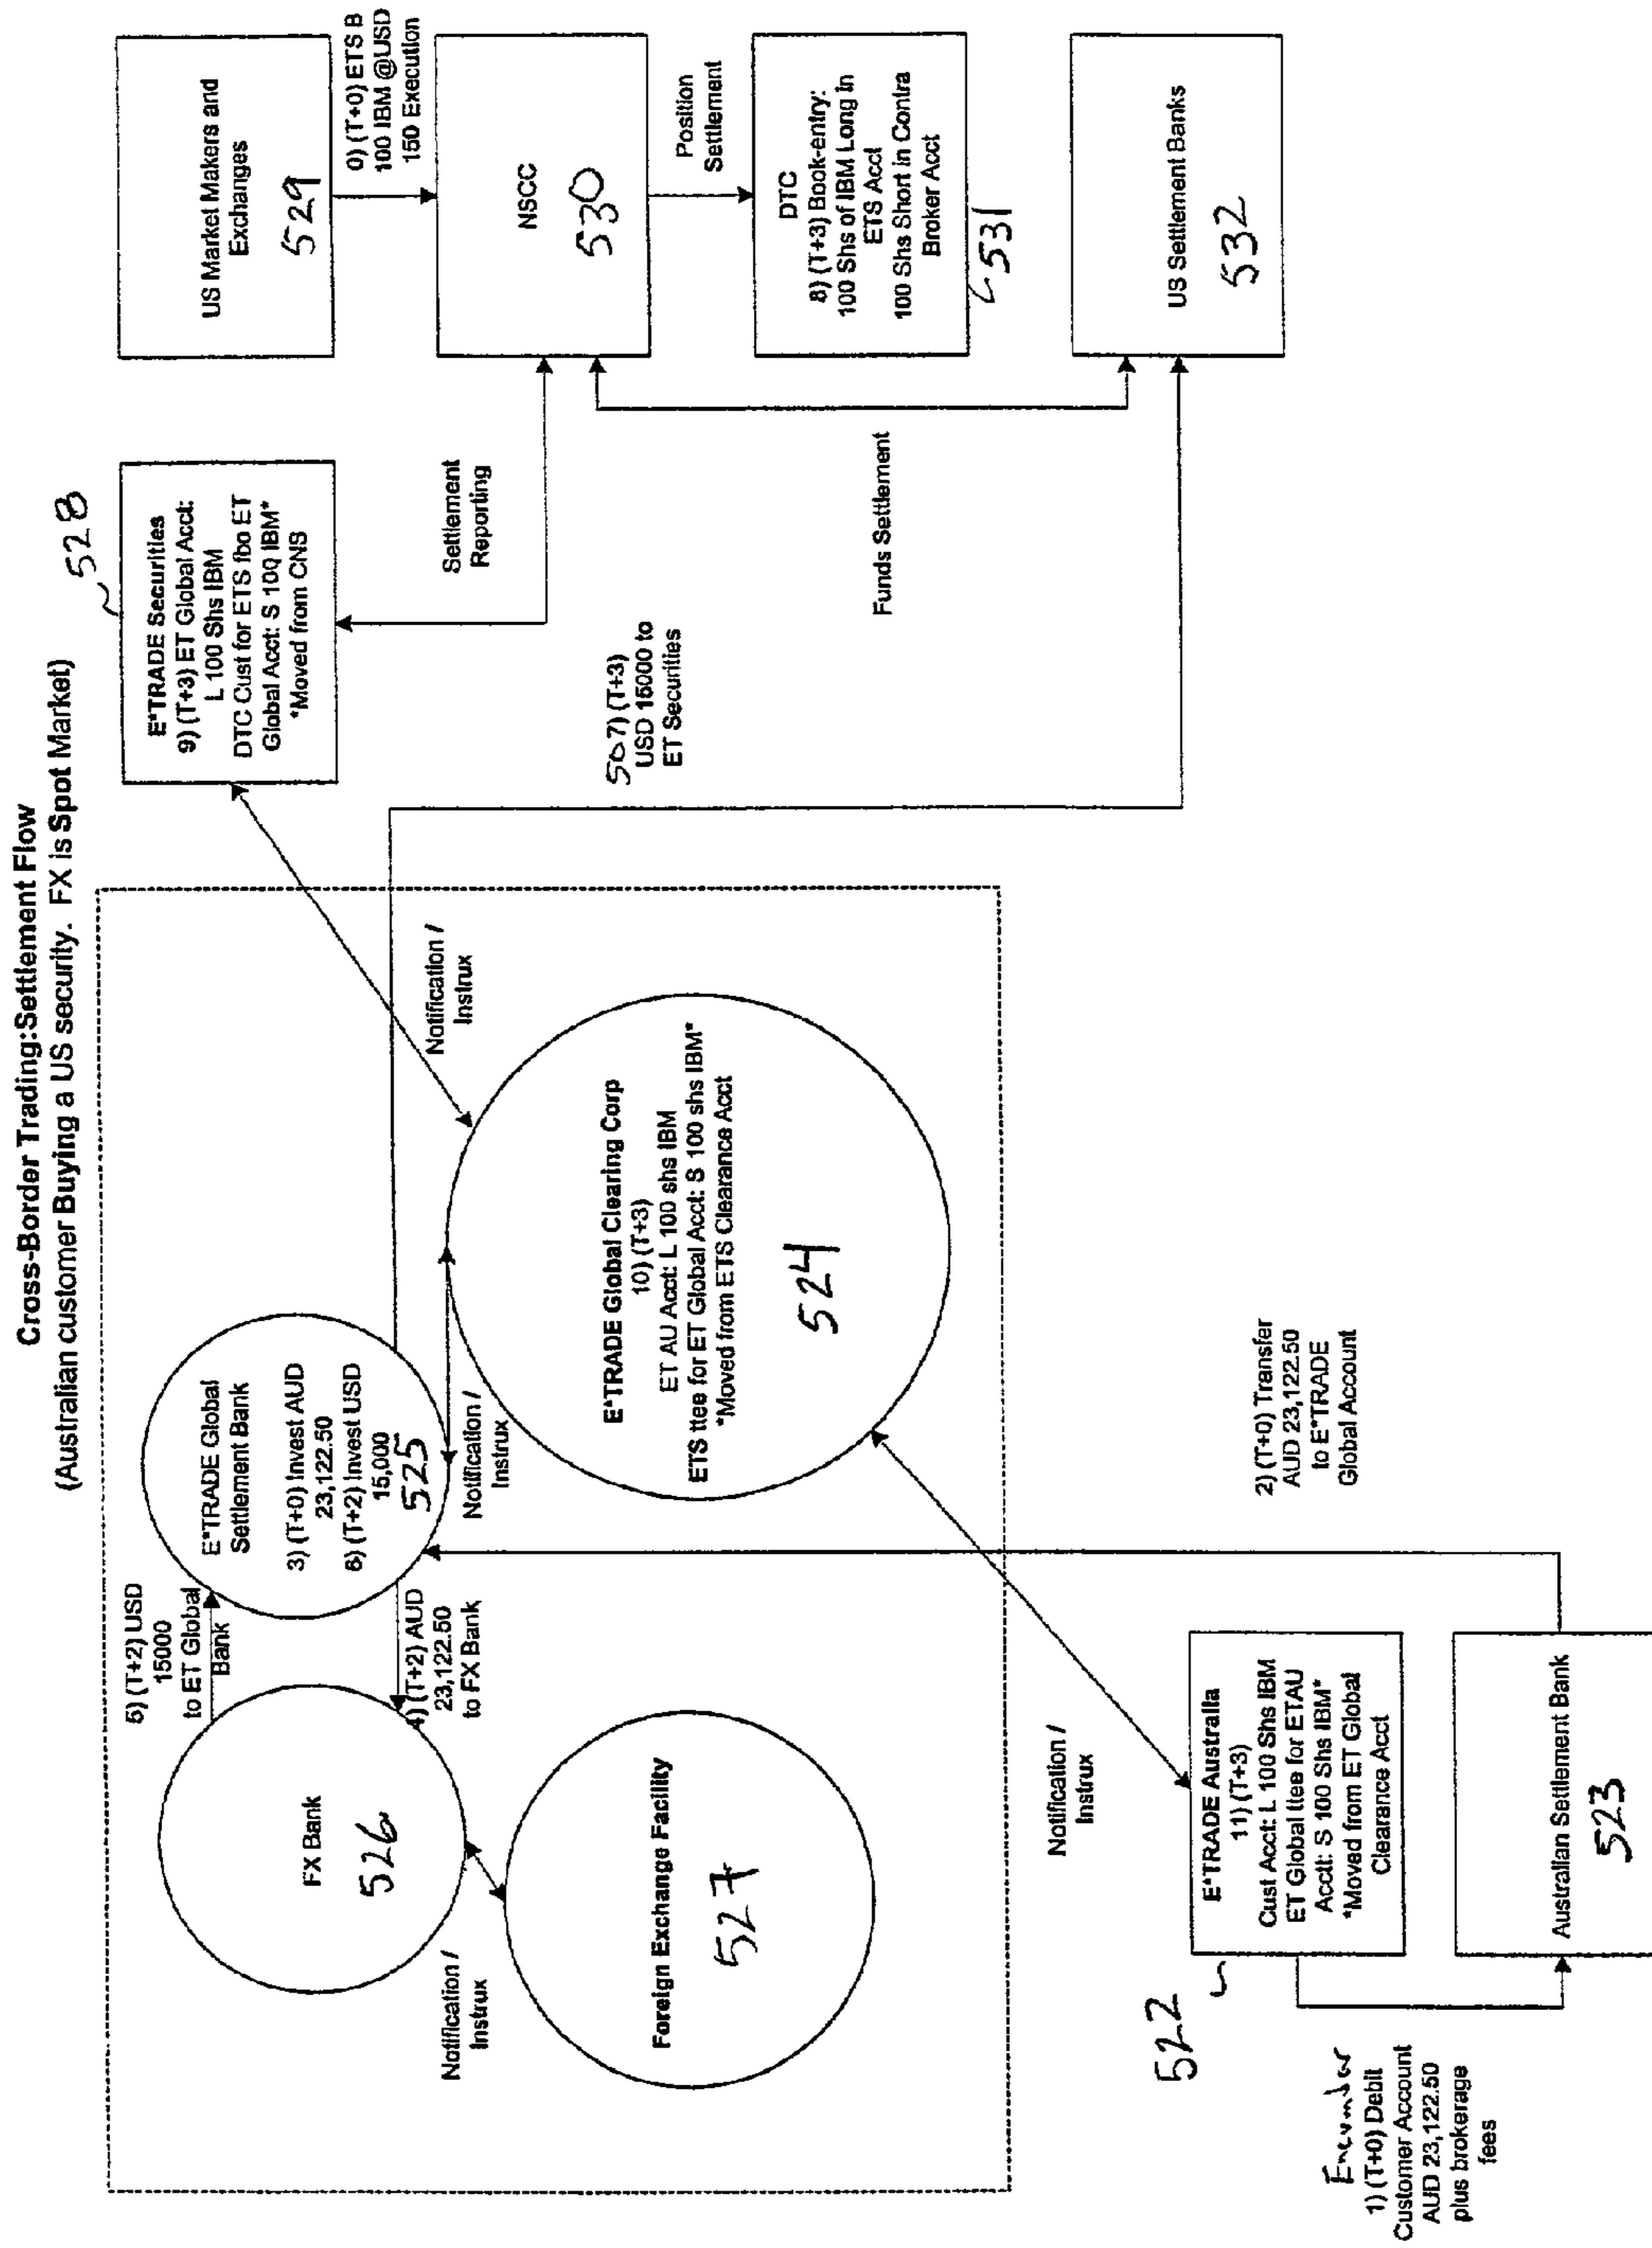 Cross-Border Trading:Settlement Flow
(Australian customer Buying a US security. FX is Spot Market)
5) (T+2) USD
15000
to ET Global
Bank
FX Bank
526
4) (T+2) AUD
23,122.50
to FX Bank
Notification /
Instrux
Foreign Exchange Facility
527
E*TRADE Global
Settlement Bank
3) (T+0) Invest AUD
23,122.50
6) (T+2) Invest USD
15,000
525
Notification /
Instrux
E*TRADE Global Clearing Corp
10) (T+3)
ET AU Acct: L 100 shs IBM
ETS ttee for ET Global Acct: S 100 shs IBM*
*Moved from ETS Clearance Acct
524
Notification /
Instrux
528
E*TRADE Securities
9) (T+3) ET Global Acct:
L 100 Shs IBM
DTC Cust for ETS fbo ET
Global Acct: S 100 IBM*
*Moved from CNS
Settlement
Reporting
507) (T+3)
USD 15000 to
ET Securities
Funds Settlement
US Market Makers and
Exchanges
529
0) (T+0) ETS B
100 IBM @USD
150 Execution
NSCC
530
Position
Settlement
DTC
8) (T+3) Book-entry:
100 Shs of IBM Long in
ETS Acct
100 Shs Short in Contra
Broker Acct
531
US Settlement Banks
532
Encumber
1) (T+0) Debit
Customer Account
AUD 23,122.50
plus brokerage
fees
522
E*TRADE Australia
11) (T+3)
Cust Acct: L 100 Shs IBM
ET Global ttee for ETAU
Acctt: S 100 Shs IBM*
*Moved from ET Global
Clearance Acct
Notification /
Instrux
Australian Settlement Bank
523
2) (T+0) Transfer
AUD 23,122.50
to E*TRADE
Global Account